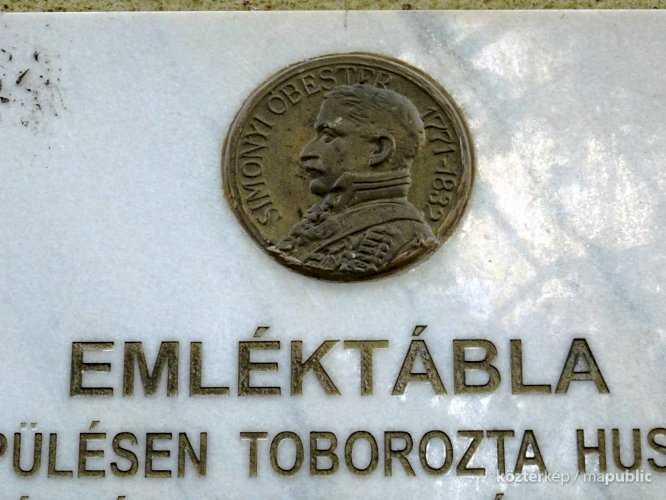 SIMONYI ÓBESTER 1771-1832
EMLÉKTÁBLA
PÜLÉSEN TOBOROZTA HUS
köztérkép / mapublic